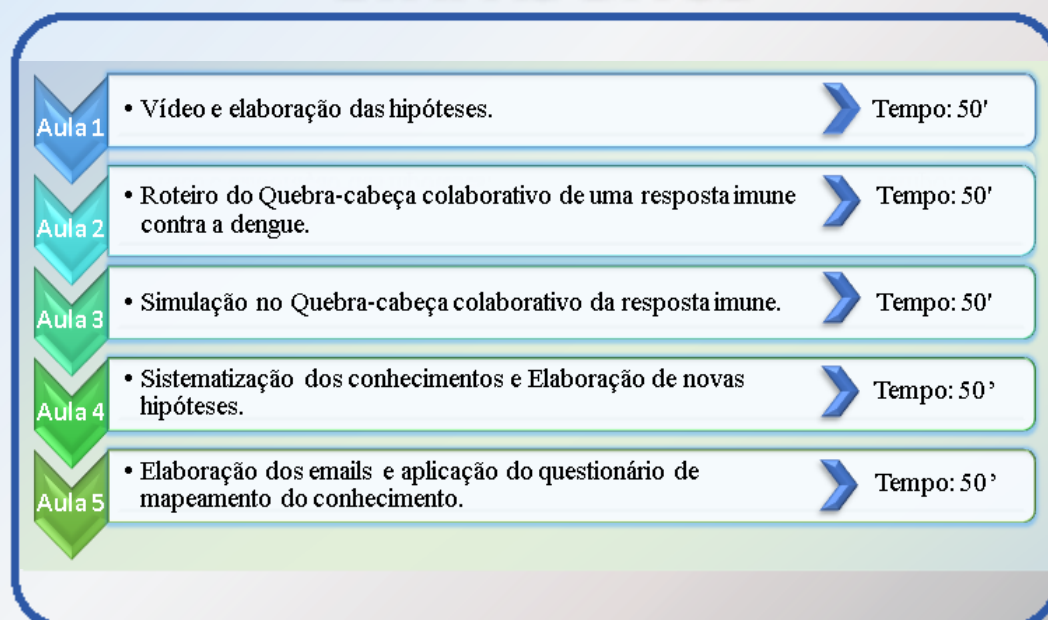 Aula 1
• Vídeo e elaboração das hipóteses.
Tempo: 50'
Aula 2
• Roteiro do Quebra-cabeça colaborativo de uma resposta imune
contra a dengue.
Tempo: 50'
Aula 3
• Simulação no Quebra-cabeça colaborativo da resposta imune.
Tempo: 50'
Aula 4
• Sistematização dos conhecimentos e Elaboração de novas
hipóteses.
Tempo: 50’
Aula 5
• Elaboração dos emails e aplicação do questionário de
mapeamento do conhecimento.
Tempo: 50’